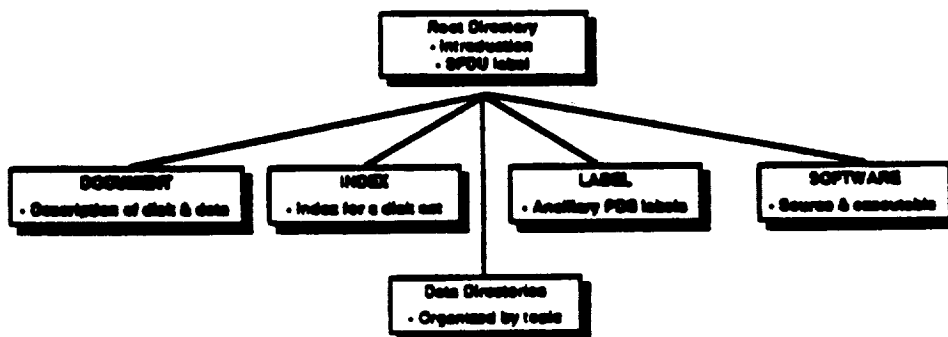 Root Directory
• Introduction
• SFDU label
DOCUMENT
• Description of disk & data
INDEX
• Index for a disk set
LABEL
• Ancillary PDS labels
SOFTWARE
• Source & executable
Data Directories
• Organized by